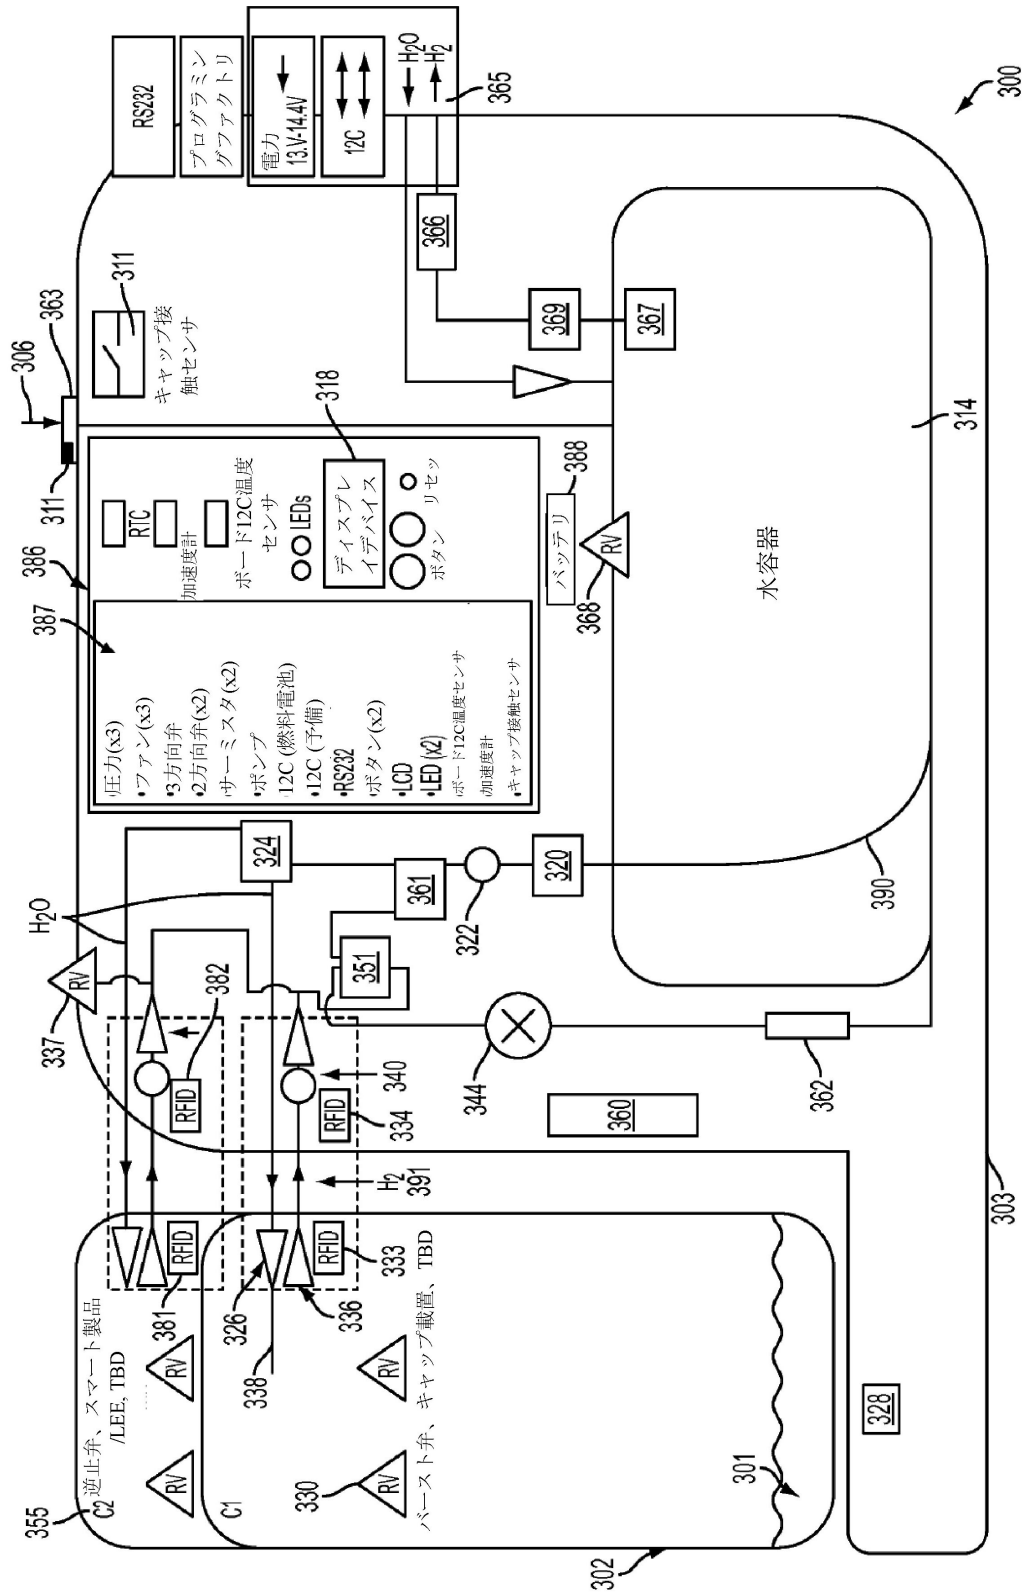 355
C2
逆止弁、スマート製品
/LEE, TBD
RV
RV
381
RFID
337
RV
H2O
382
RFID
387
386
311
306
363
C1
330
RV
RV
バースト弁、キャップ載置、TBD
338
326
336
RFID
333
H2
391
RFID
334
340
324
351
361
322
320
344
362
360
390
圧力(x3)
•ファン(x3)
•3方向弁
•2方向弁(x2)
サーミスタ(x2)
•ポンプ
12C (燃料電池)
•12C (予備)
•RS232
•ボタン(x2)
•LCD
•LED (x2)
ボード12C温度センサ
加速度計
•キャップ接触センサ
RTC
加速度計
ボード12C温度
センサ
LEDs
ディスプレ
イデバイス
ボタン
リセッ
318
311
キャップ接
触センサ
RS232
プログラミン
グファクトリ
電力
13.V-14.4V
12C
H2O
H2
365
366
369
367
バッテリ
388
368
RV
水容器
314
302
301
328
303
300